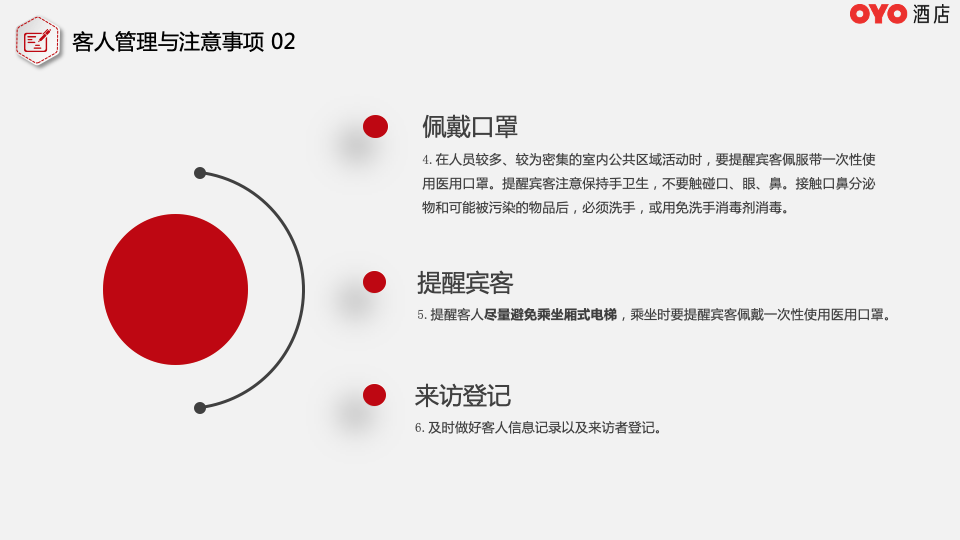 OYO 酒店
客人管理与注意事项 02
佩戴口罩
4. 在人员较多、较为密集的室内公共区域活动时，要提醒宾客佩服带一次性使
用医用口罩。提醒宾客注意保持手卫生，不要触碰口、眼、鼻。接触口鼻分泌
物和可能被污染的物品后，必须洗手，或用免洗手消毒剂消毒。
提醒宾客
5. 提醒客人尽量避免乘坐厢式电梯，乘坐时要提醒宾客佩戴一次性使用医用口罩。
来访登记
6. 及时做好客人信息记录以及来访者登记。